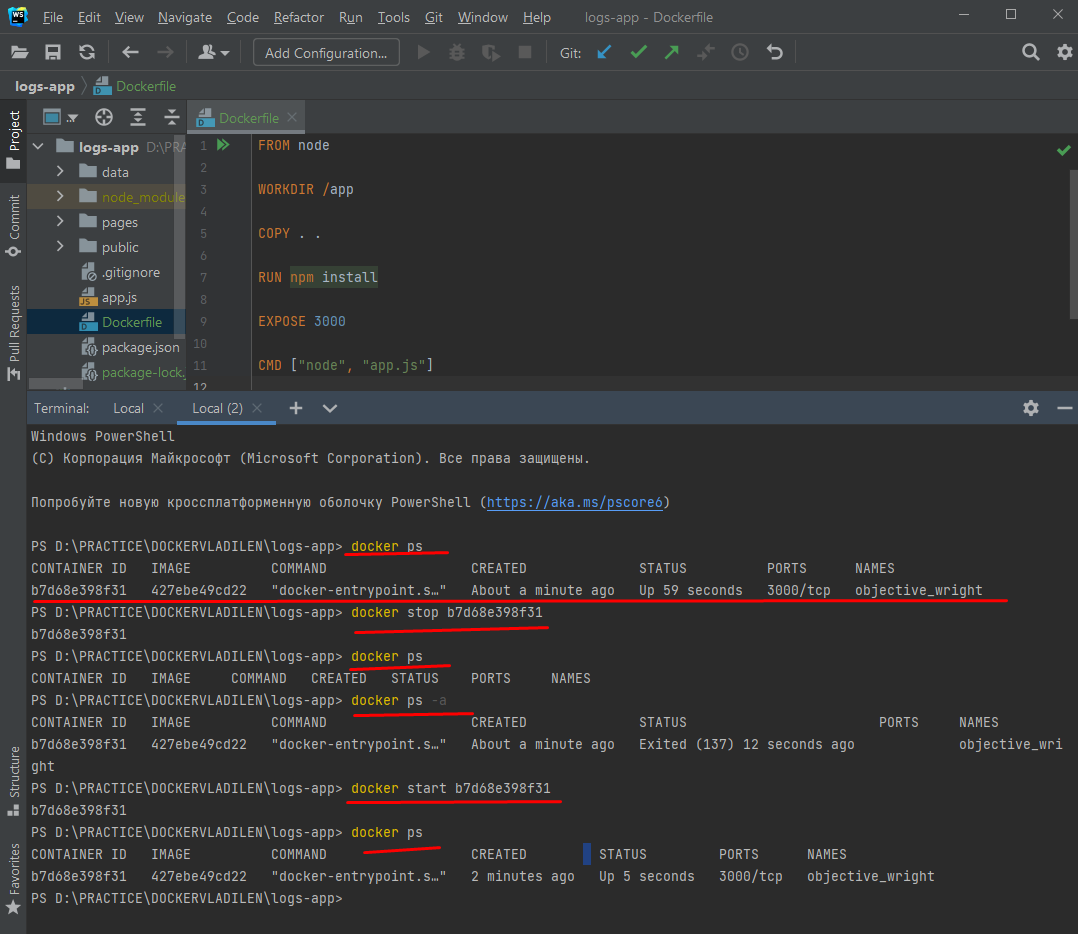 WS File Edit View Navigate Code Refactor Run Tools Git Window Help logs-app - Dockerfile
Add Configuration... Git:
logs-app Dockerfile
Project
Commit
Pull Requests
Structure
Favorites
Dockerfile
logs-app D:\PRA
data
node_module
pages
public
.gitignore
app.js
Dockerfile
package.json
package-lock.
1 FROM node
2
3 WORKDIR /app
4
5 COPY . .
6
7 RUN npm install
8
9 EXPOSE 3000
10
11 CMD ["node", "app.js"]
12
Terminal: Local Local (2)
Windows PowerShell
(C) Корпорация Майкрософт (Microsoft Corporation). Все права защищены.
Попробуйте новую кроссплатформенную оболочку PowerShell (https://aka.ms/pscore6)
PS D:\PRACTICE\DOCKERVLADILEN\logs-app> docker ps
CONTAINER ID IMAGE COMMAND CREATED STATUS PORTS NAMES
b7d68e398f31 427ebe49cd22 "docker-entrypoint.s…" About a minute ago Up 59 seconds 3000/tcp objective_wright
PS D:\PRACTICE\DOCKERVLADILEN\logs-app> docker stop b7d68e398f31
b7d68e398f31
PS D:\PRACTICE\DOCKERVLADILEN\logs-app> docker ps
CONTAINER ID IMAGE COMMAND CREATED STATUS PORTS NAMES
PS D:\PRACTICE\DOCKERVLADILEN\logs-app> docker ps -a
CONTAINER ID IMAGE COMMAND CREATED STATUS PORTS NAMES
b7d68e398f31 427ebe49cd22 "docker-entrypoint.s…" About a minute ago Exited (137) 12 seconds ago objective_wri
ght
PS D:\PRACTICE\DOCKERVLADILEN\logs-app> docker start b7d68e398f31
b7d68e398f31
PS D:\PRACTICE\DOCKERVLADILEN\logs-app> docker ps
CONTAINER ID IMAGE COMMAND CREATED STATUS PORTS NAMES
b7d68e398f31 427ebe49cd22 "docker-entrypoint.s…" 2 minutes ago Up 5 seconds 3000/tcp objective_wright
PS D:\PRACTICE\DOCKERVLADILEN\logs-app>